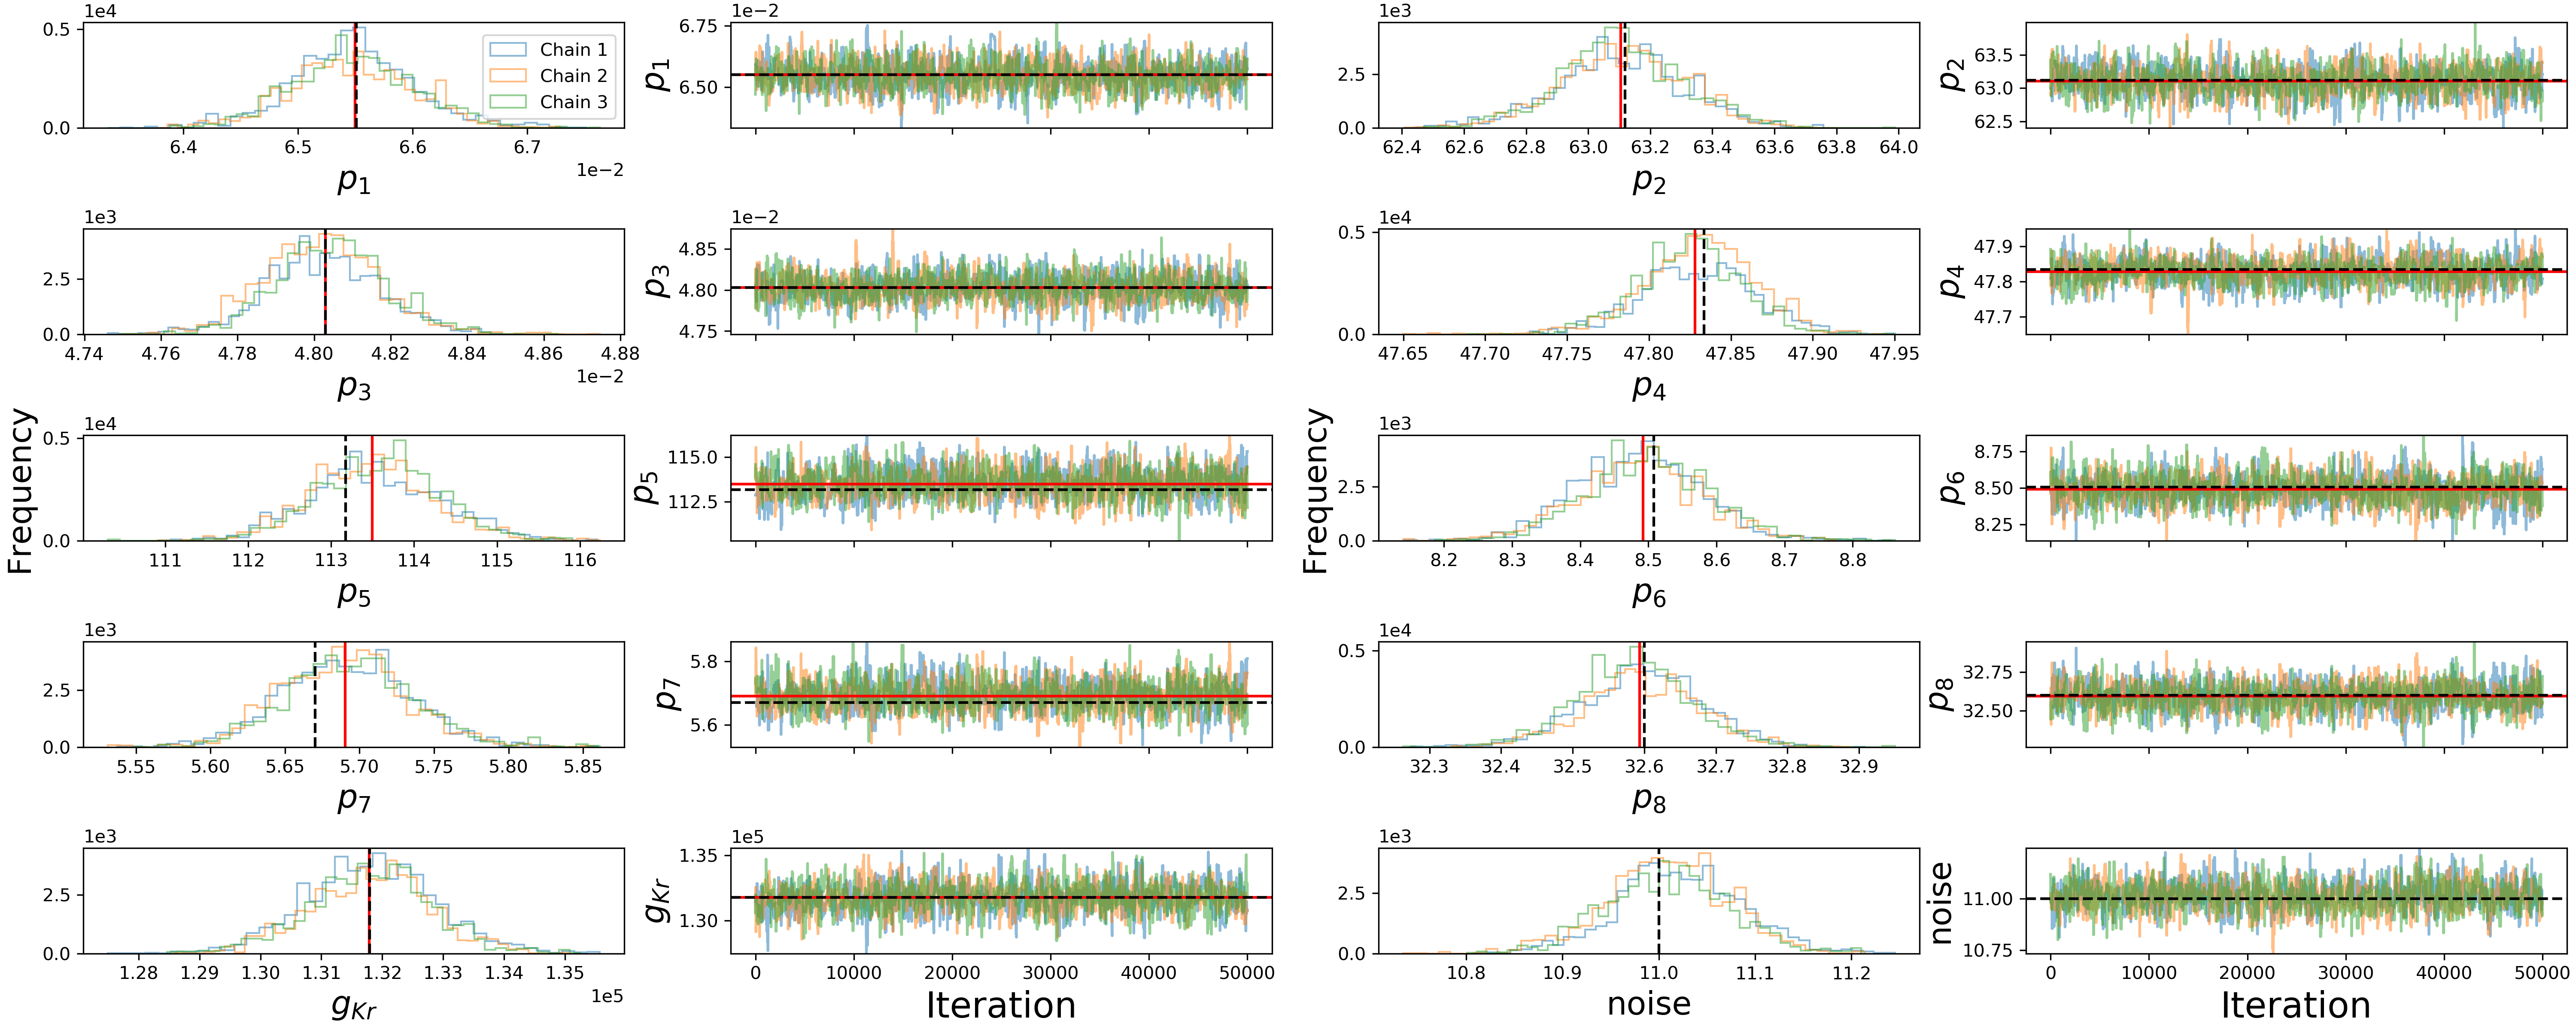 1e4
0.5
0.0
6.4 6.5 6.6 6.7
1e−2
p1
Chain 1
Chain 2
Chain 3
1e−2
6.75
6.50
p1
1e3
2.5
0.0
62.4 62.6 62.8 63.0 63.2 63.4 63.6 63.8 64.0
p2
63.5
63.0
62.5
p2
1e3
2.5
0.0
4.74 4.76 4.78 4.80 4.82 4.84 4.86 4.88
1e−2
p3
1e−2
4.85
4.80
4.75
p3
1e4
0.5
0.0
47.65 47.70 47.75 47.80 47.85 47.90 47.95
p4
47.9
47.8
47.7
p4
Frequency
1e4
0.5
0.0
111 112 113 114 115 116
p5
115.0
112.5
p5
Frequency
1e3
2.5
0.0
8.2 8.3 8.4 8.5 8.6 8.7 8.8
p6
8.75
8.50
8.25
p6
1e3
2.5
0.0
5.55 5.60 5.65 5.70 5.75 5.80 5.85
p7
5.8
5.6
p7
1e4
0.5
0.0
32.3 32.4 32.5 32.6 32.7 32.8 32.9
p8
32.75
32.50
p8
1e3
2.5
0.0
1.28 1.29 1.30 1.31 1.32 1.33 1.34 1.35
1e5
gKr
1e5
1.35
1.30
gKr
0 10000 20000 30000 40000 50000
Iteration
1e3
2.5
0.0
10.8 10.9 11.0 11.1 11.2
noise
11.00
10.75
noise
0 10000 20000 30000 40000 50000
Iteration